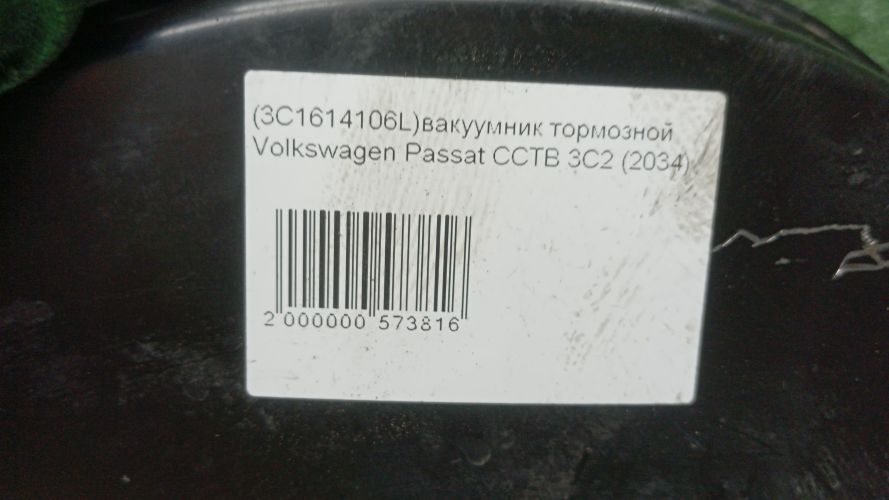 (3C1614106L)вакуумник тормозной
Volkswagen Passat CCTB 3C2 (2034)
2 000000 573816